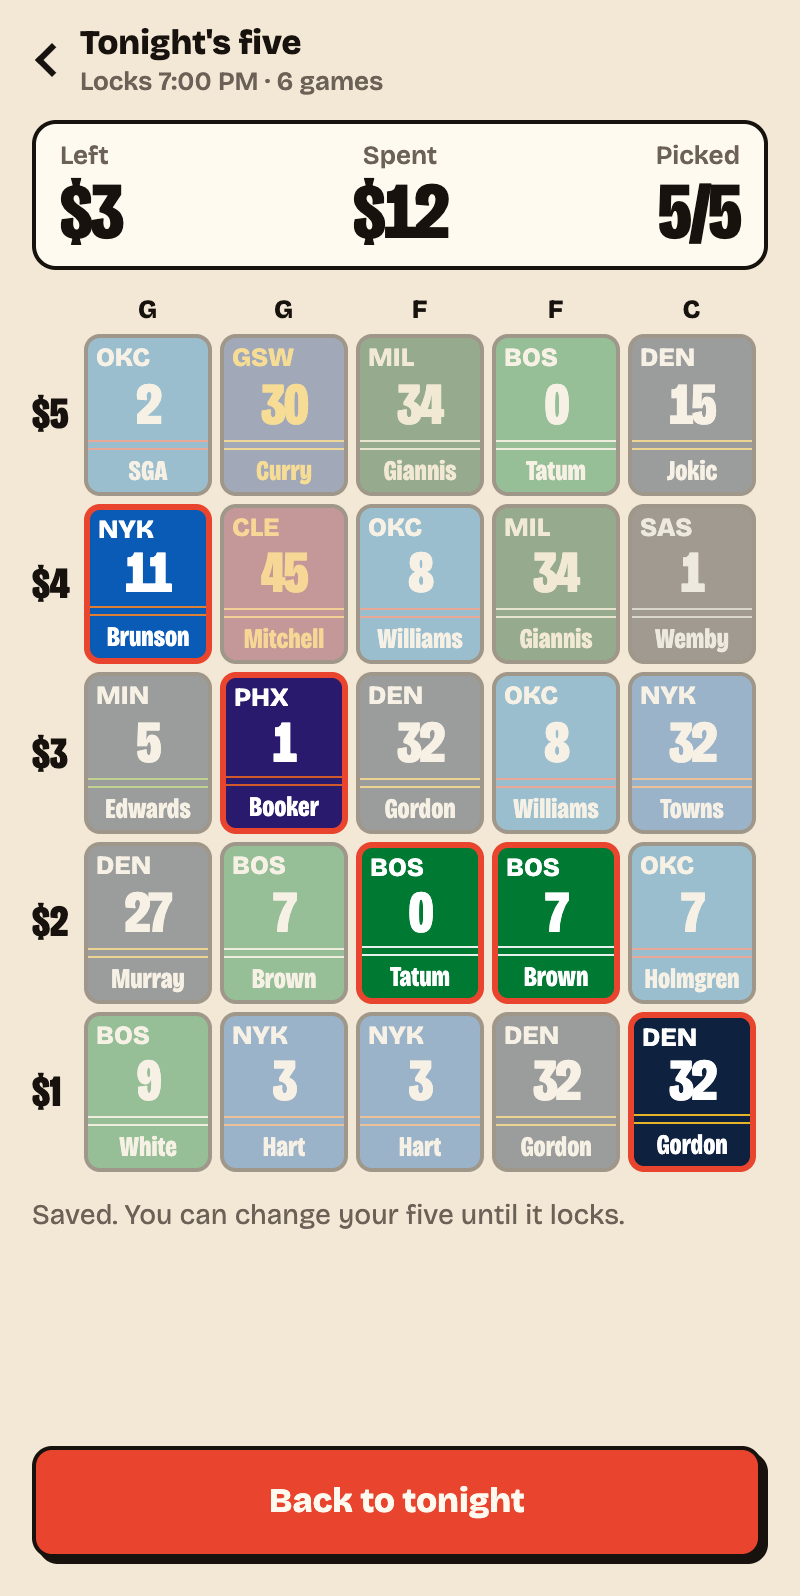 Tonight's five
Locks 7:00 PM · 6 games
Left Spent Picked
$3 $12 5/5
G G F F C
$5
OKC GSW MIL BOS DEN
2 30 34 0 15
SGA Curry Giannis Tatum Jokic
$4
NYK CLE OKC MIL SAS
11 45 8 34 1
Brunson Mitchell Williams Giannis Wemby
$3
MIN PHX DEN OKC NYK
5 1 32 8 32
Edwards Booker Gordon Williams Towns
$2
DEN BOS BOS BOS OKC
27 7 0 7 7
Murray Brown Tatum Brown Holmgren
$1
BOS NYK NYK DEN DEN
9 3 3 32 32
White Hart Hart Gordon Gordon
Saved. You can change your five until it locks.
Back to tonight